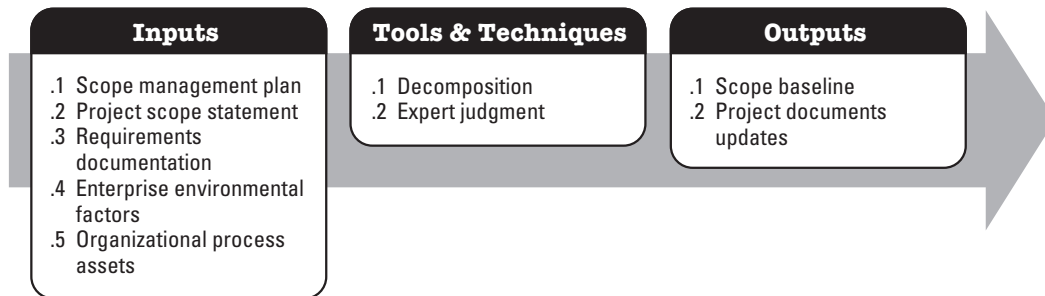 Inputs
.1 Scope management plan
.2 Project scope statement
.3 Requirements
documentation
.4 Enterprise environmental
factors
.5 Organizational process
assets
Tools & Techniques
.1 Decomposition
.2 Expert judgment
Outputs
.1 Scope baseline
.2 Project documents
updates